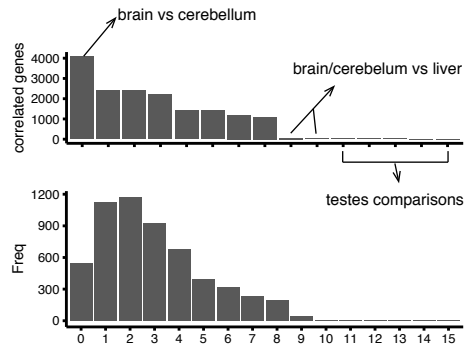 brain vs cerebellum
correlated genes
4000
3000
2000
1000
0
brain/cerebelum vs liver
testes comparisons
Freq
1200
900
600
300
0
0 1 2 3 4 5 6 7 8 9 10 11 12 13 14 15